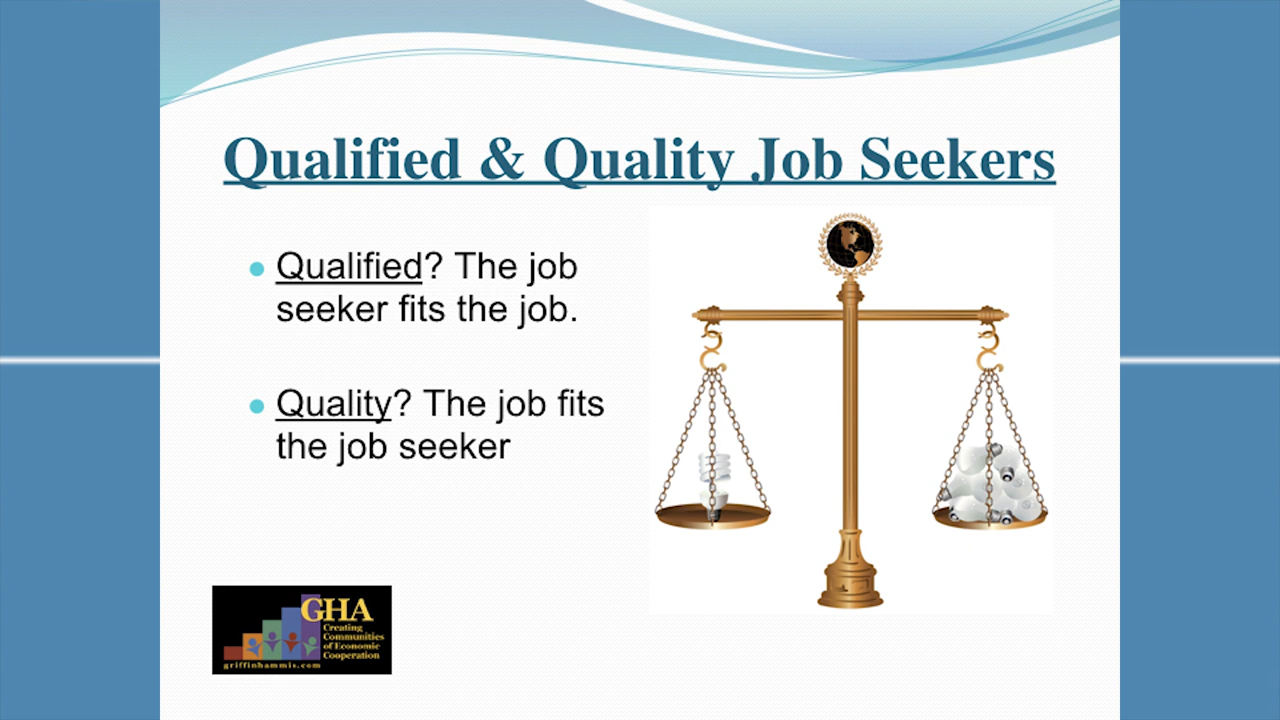 Qualified & Quality Job Seekers
Qualified? The job
seeker fits the job.
Quality? The job fits
the job seeker
GHA
Creating
Communities
of Economic
Cooperation
griffinhammis.com